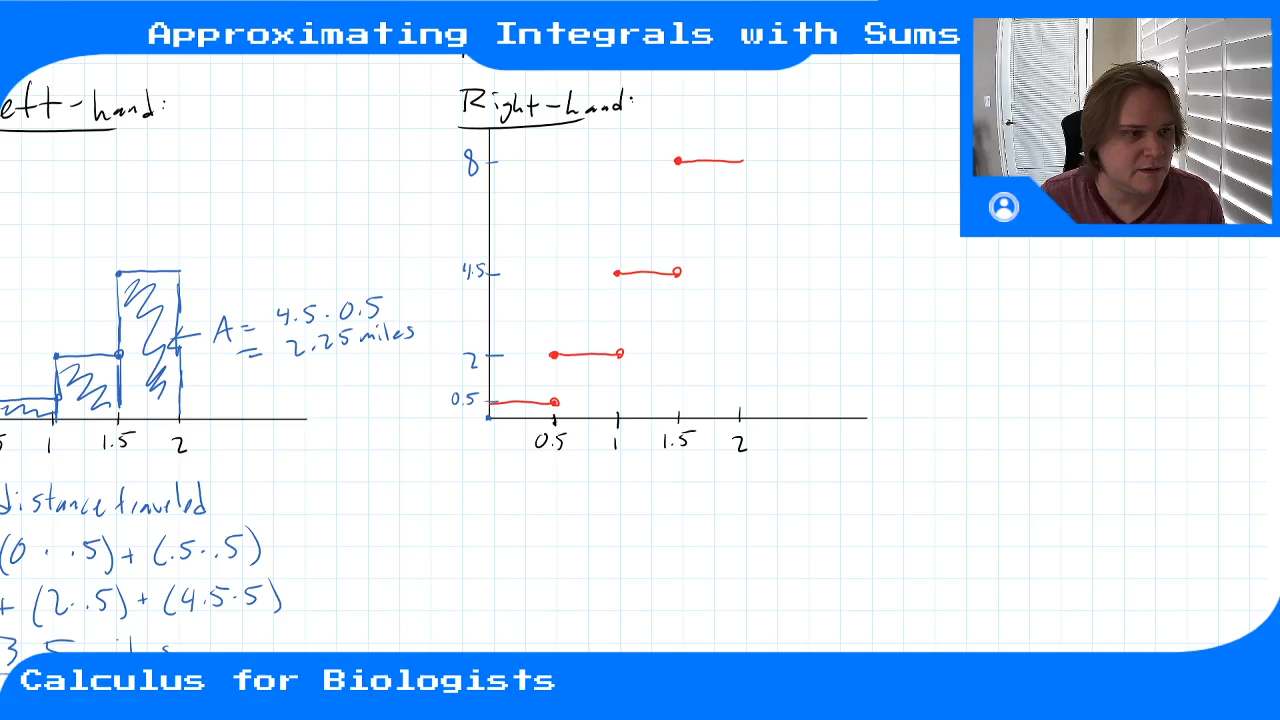 Approximating Integrals with Sums
eft-hand:
A = 4.5 · 0.5
= 2.25 miles
1 1.5 2
distance traveled
(0 · .5) + (.5 · .5)
+ (2 · .5) + (4.5 · 5)
Right-hand:
8
4.5
2
0.5
0.5 1 1.5 2
Calculus for Biologists